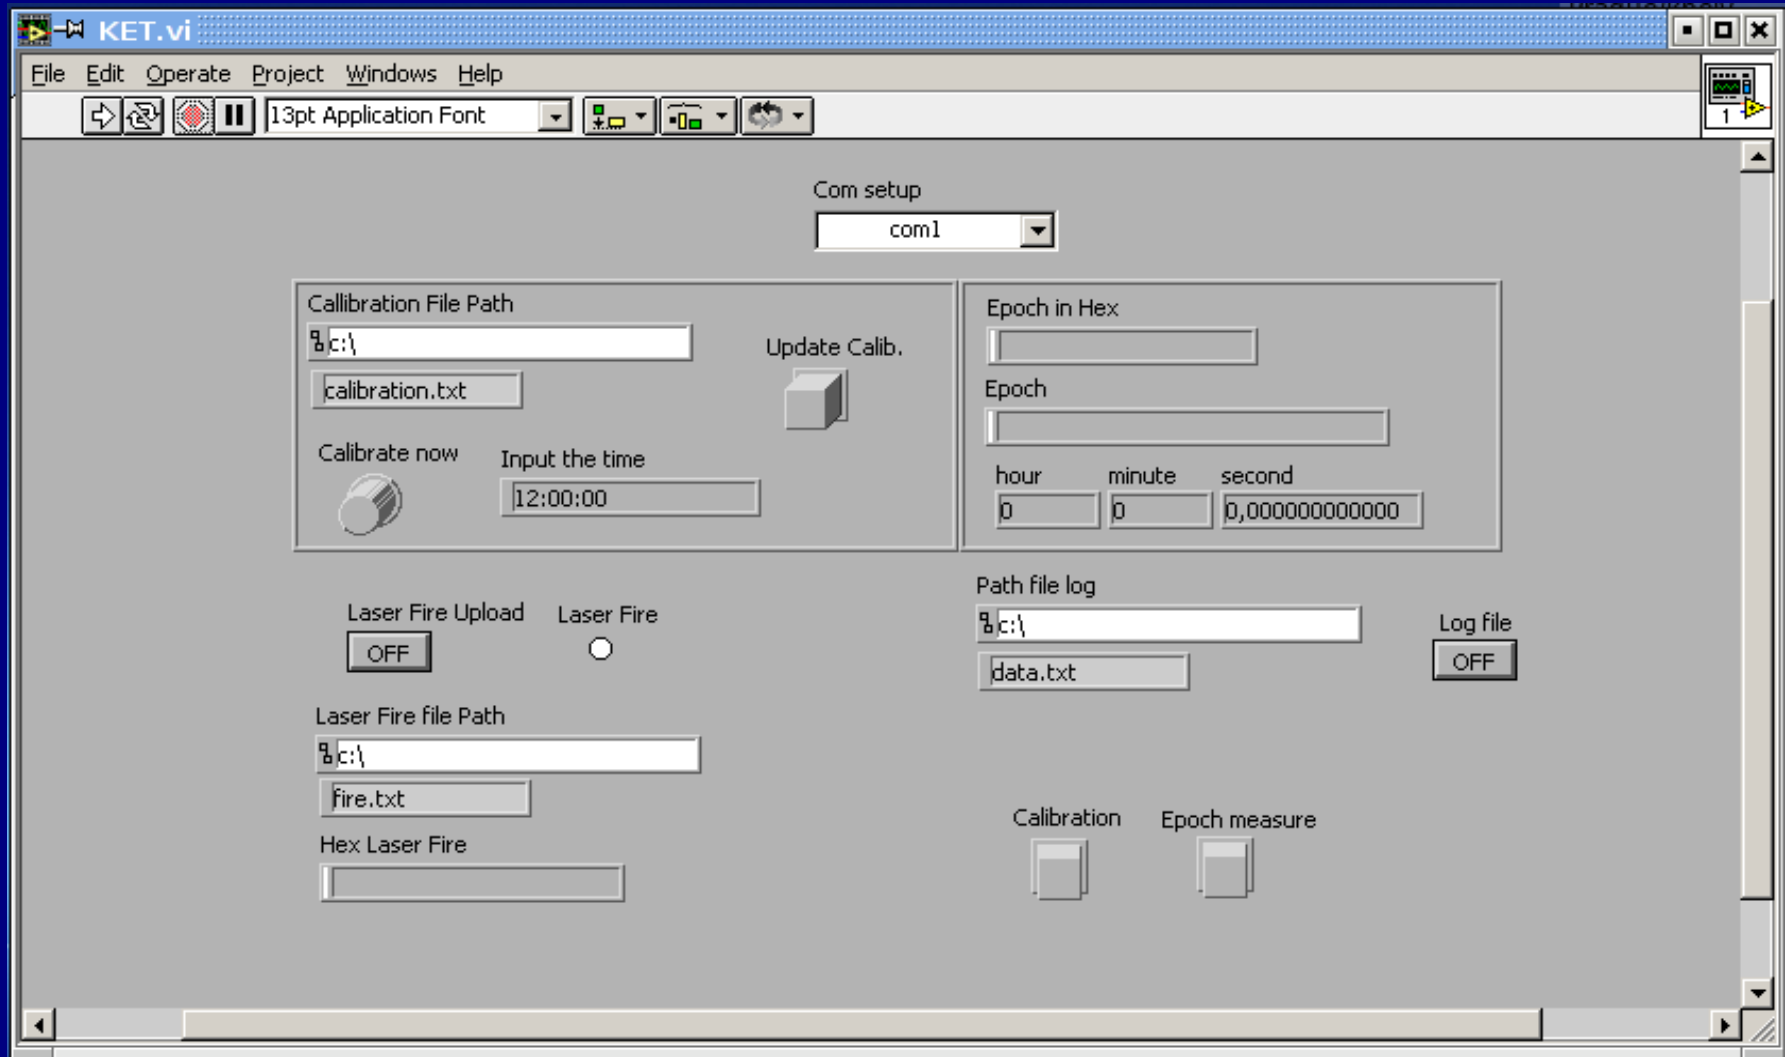 KET.vi
File Edit Operate Project Windows Help
13pt Application Font
1
Com setup
com1
Callibration File Path
c:\
calibration.txt
Update Calib.
Calibrate now
Input the time
12:00:00
Epoch in Hex
Epoch
hour minute second
0 0 0,000000000000
Laser Fire Upload Laser Fire
OFF
Path file log
c:\
data.txt
Log file
OFF
Laser Fire file Path
c:\
fire.txt
Hex Laser Fire
Calibration Epoch measure